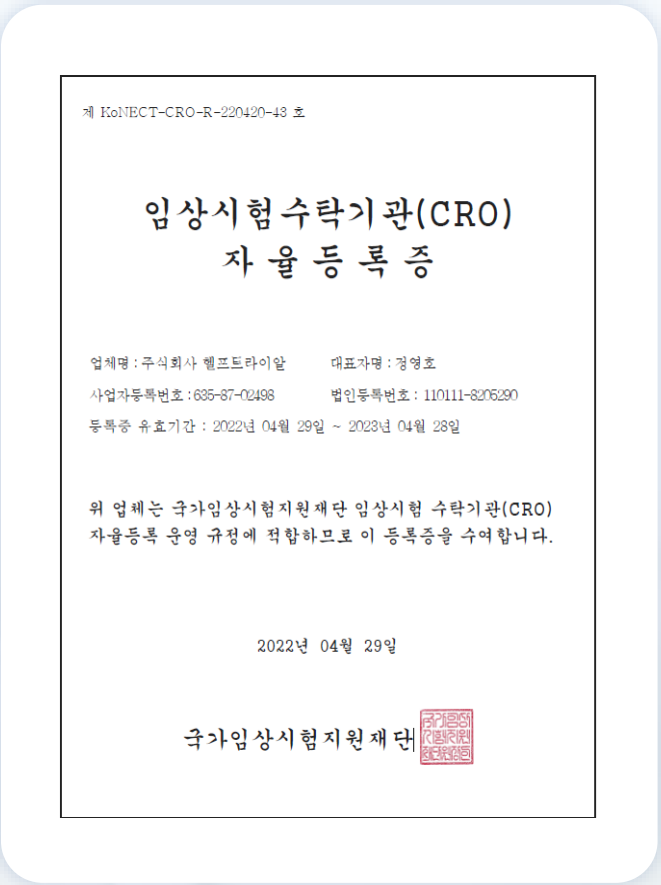 제 KoNECT-CRO-R-220420-43 호
임상시험수탁기관(CRO)
자 율 등 록 증
업체명 : 주식회사 헬프트라이알 대표자명 : 정영호
사업자등록번호 : 635-87-02498 법인등록번호 : 110111-8205290
등록증 유효기간 : 2022년 04월 29일 ~ 2023년 04월 28일
위 업체는 국가임상시험지원재단 임상시험 수탁기관(CRO)
자율등록 운영 규정에 적합하므로 이 등록증을 수여합니다.
2022년 04월 29일
국가임상시험지원재단